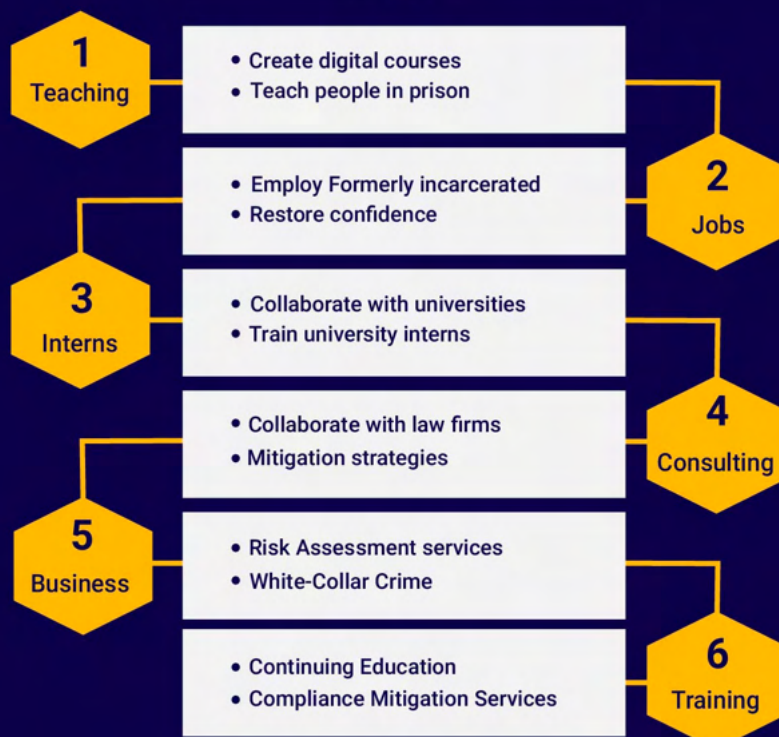 1
Teaching
• Create digital courses
• Teach people in prison
2
Jobs
• Employ Formerly incarcerated
• Restore confidence
3
Interns
• Collaborate with universities
• Train university interns
4
Consulting
• Collaborate with law firms
• Mitigation strategies
5
Business
• Risk Assessment services
• White-Collar Crime
6
Training
• Continuing Education
• Compliance Mitigation Services